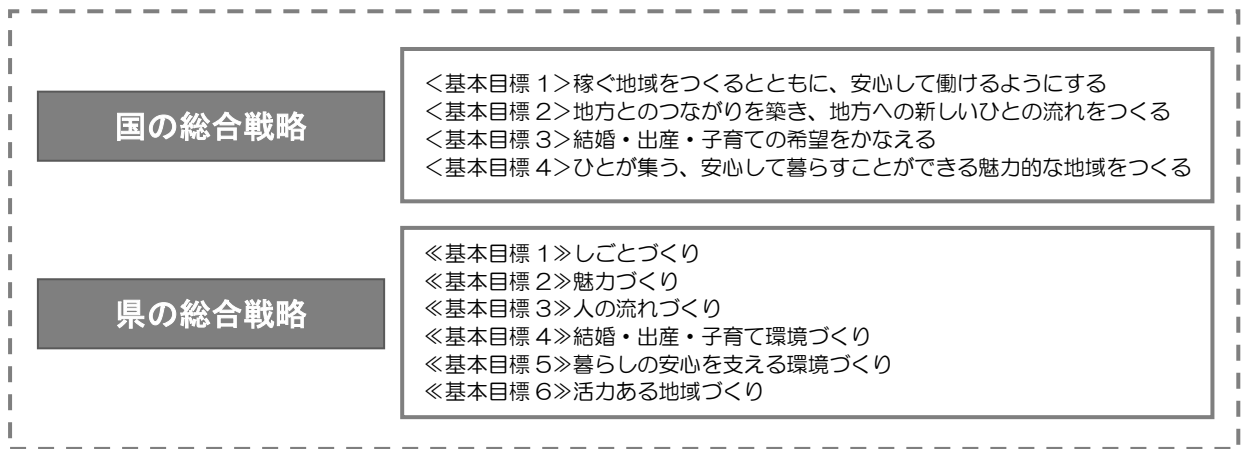 国の総合戦略
<基本目標 1>稼ぐ地域をつくるとともに、安心して働けるようにする
<基本目標 2>地方とのつながりを築き、地方への新しいひとの流れをつくる
<基本目標 3>結婚・出産・子育ての希望をかなえる
<基本目標 4>ひとが集う、安心して暮らすことができる魅力的な地域をつくる
県の総合戦略
≪基本目標 1≫しごとづくり
≪基本目標 2≫魅力づくり
≪基本目標 3≫人の流れづくり
≪基本目標 4≫結婚・出産・子育て環境づくり
≪基本目標 5≫暮らしの安心を支える環境づくり
≪基本目標 6≫活力ある地域づくり